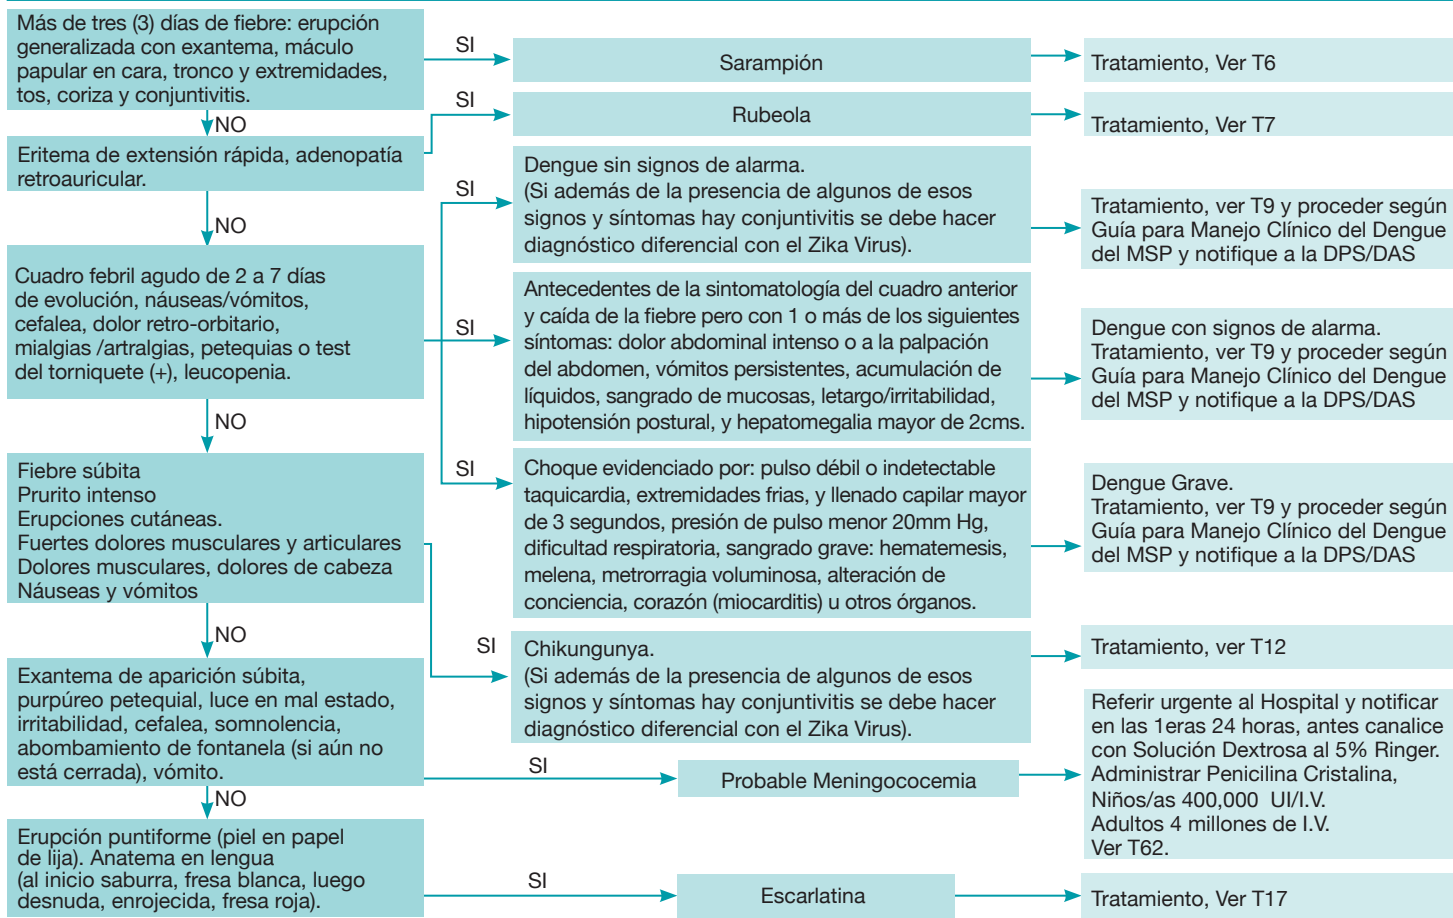 Más de tres (3) días de fiebre: erupción
generalizada con exantema, máculo
papular en cara, tronco y extremidades,
tos, coriza y conjuntivitis.
SI
Sarampión
Tratamiento, Ver T6
NO
Eritema de extensión rápida, adenopatía
retroauricular.
SI
Rubeola
Tratamiento, Ver T7
NO
Cuadro febril agudo de 2 a 7 días
de evolución, náuseas/vómitos,
cefalea, dolor retro-orbitario,
mialgias /artralgias, petequias o test
del torniquete (+), leucopenia.
SI
Dengue sin signos de alarma.
(Si además de la presencia de algunos de esos
signos y síntomas hay conjuntivitis se debe hacer
diagnóstico diferencial con el Zika Virus).
Tratamiento, ver T9 y proceder según
Guía para Manejo Clínico del Dengue
del MSP y notifique a la DPS/DAS
SI
Antecedentes de la sintomatología del cuadro anterior
y caída de la fiebre pero con 1 o más de los siguientes
síntomas: dolor abdominal intenso o a la palpación
del abdomen, vómitos persistentes, acumulación de
líquidos, sangrado de mucosas, letargo/irritabilidad,
hipotensión postural, y hepatomegalia mayor de 2cms.
Dengue con signos de alarma.
Tratamiento, ver T9 y proceder según
Guía para Manejo Clínico del Dengue
del MSP y notifique a la DPS/DAS
SI
Choque evidenciado por: pulso débil o indetectable
taquicardia, extremidades frias, y llenado capilar mayor
de 3 segundos, presión de pulso menor 20mm Hg,
dificultad respiratoria, sangrado grave: hematemesis,
melena, metrorragia voluminosa, alteración de
conciencia, corazón (miocarditis) u otros órganos.
Dengue Grave.
Tratamiento, ver T9 y proceder según
Guía para Manejo Clínico del Dengue
del MSP y notifique a la DPS/DAS
NO
Fiebre súbita
Prurito intenso
Erupciones cutáneas.
Fuertes dolores musculares y articulares
Dolores musculares, dolores de cabeza
Náuseas y vómitos
SI
Chikungunya.
(Si además de la presencia de algunos de esos
signos y síntomas hay conjuntivitis se debe hacer
diagnóstico diferencial con el Zika Virus).
Tratamiento, ver T12
NO
Exantema de aparición súbita,
purpúreo petequial, luce en mal estado,
irritabilidad, cefalea, somnolencia,
abombamiento de fontanela (si aún no
está cerrada), vómito.
SI
Probable Meningococemia
Referir urgente al Hospital y notificar
en las 1eras 24 horas, antes canalice
con Solución Dextrosa al 5% Ringer.
Administrar Penicilina Cristalina,
Niños/as 400,000 UI/I.V.
Adultos 4 millones de I.V.
Ver T62.
NO
Erupción puntiforme (piel en papel
de lija). Anatema en lengua
(al inicio saburra, fresa blanca, luego
desnuda, enrojecida, fresa roja).
SI
Escarlatina
Tratamiento, Ver T17